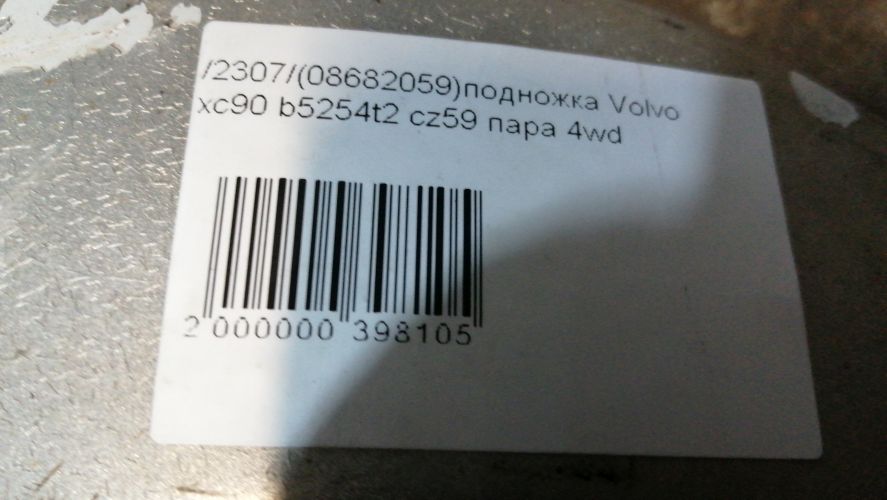 /2307/(08682059)подножка Volvo
xc90 b5254t2 cz59 пара 4wd
2 000000 398105